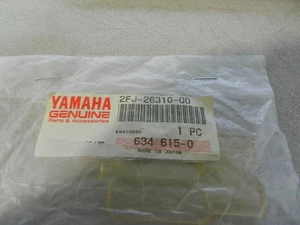 YAMAHA
GENUINE
Parts & Accessories
2FJ-26310-00
1 PC
634 615-0
MADE IN JAPAN